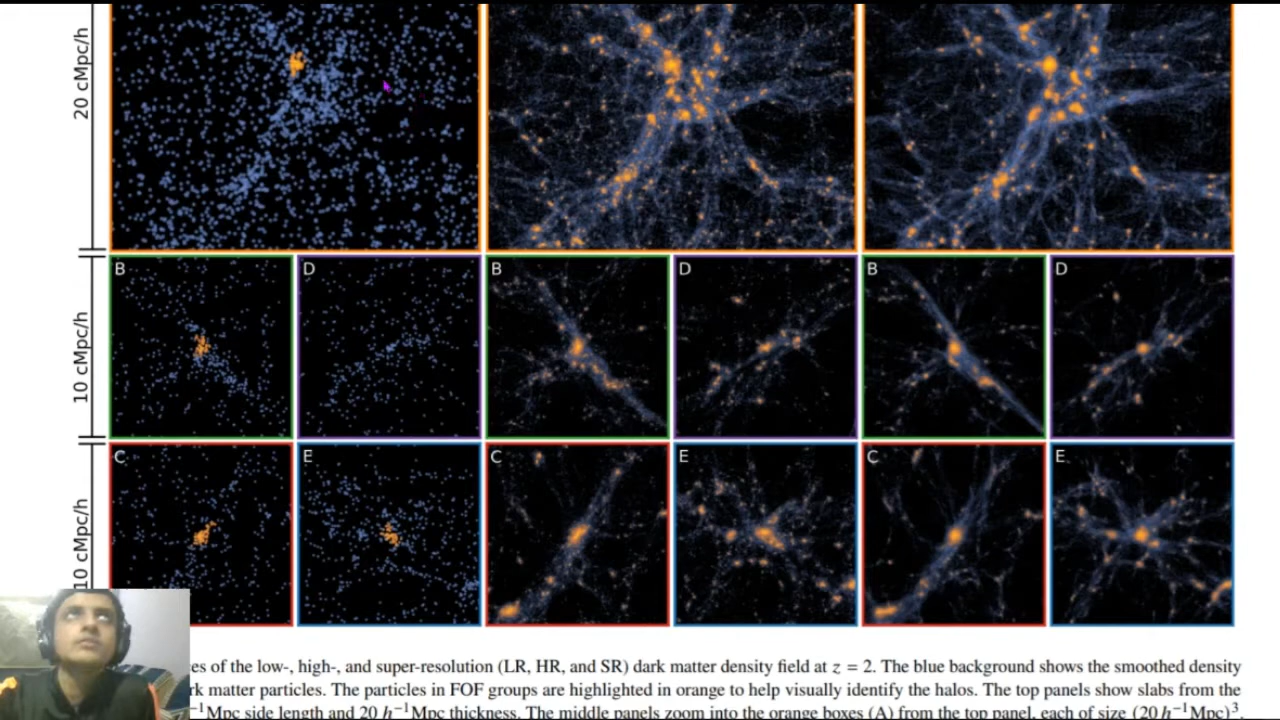 20 cMpc/h
B D B D B D
10 cMpc/h
C E C E C E
10 cMpc/h
es of the low-, high-, and super-resolution (LR, HR, and SR) dark matter density field at z = 2. The blue background shows the smoothed density
rk matter particles. The particles in FOF groups are highlighted in orange to help visually identify the halos. The top panels show slabs from the
⁻¹Mpc side length and 20 h⁻¹Mpc thickness. The middle panels zoom into the orange boxes (A) from the top panel, each of size (20 h⁻¹Mpc)³.